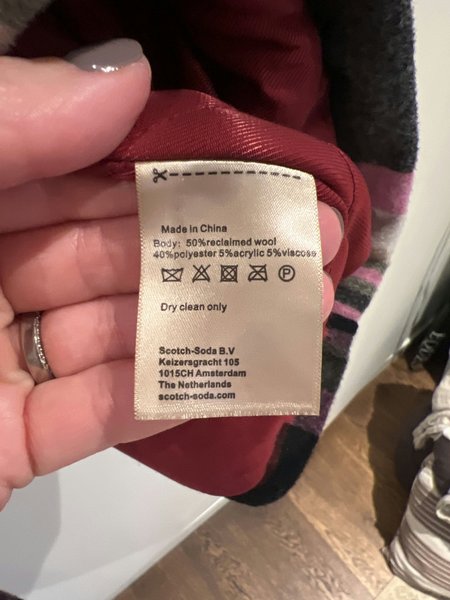 Made in China
Body: 50%reclaimed wool
40%polyester 5%acrylic 5%viscose
P
Dry clean only
Scotch-Soda B.V
Keizersgracht 105
1015CH Amsterdam
The Netherlands
scotch-soda.com